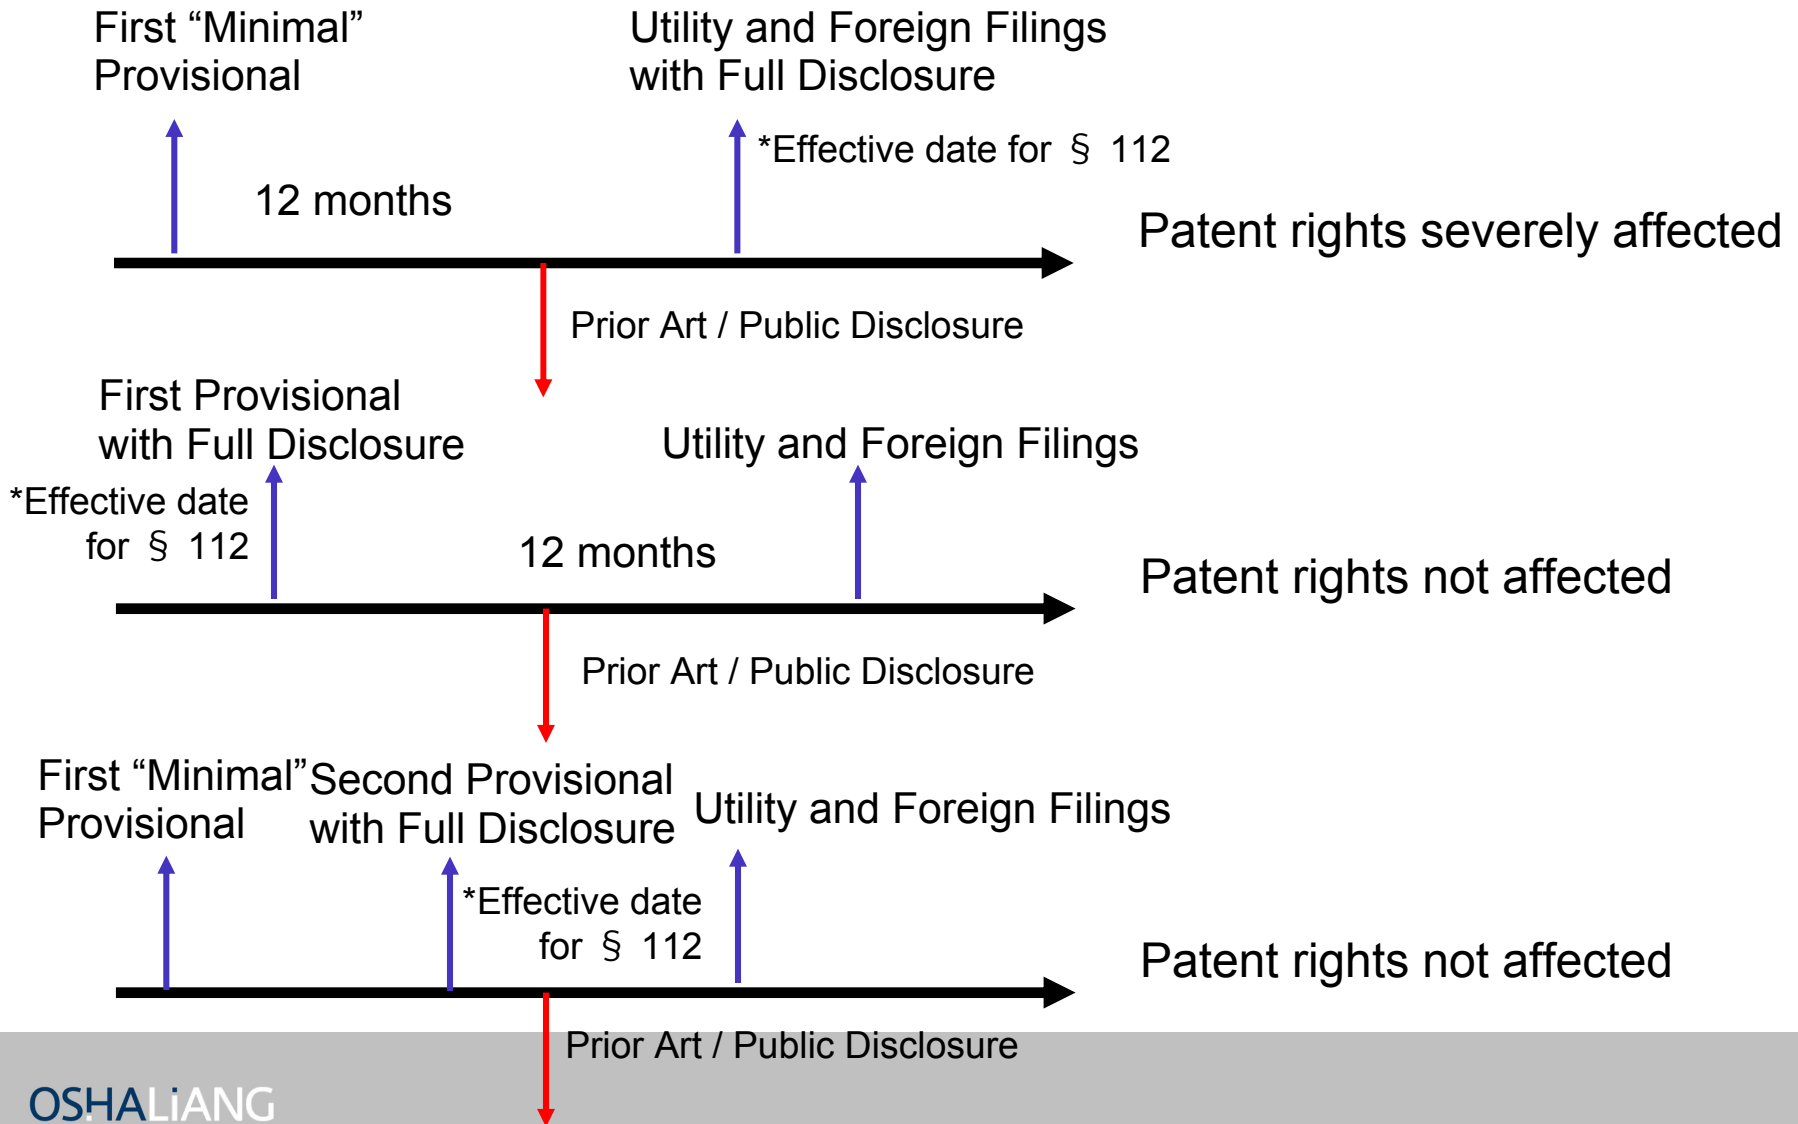 First “Minimal”
Provisional
Utility and Foreign Filings
with Full Disclosure
*Effective date for § 112
12 months
Patent rights severely affected
Prior Art / Public Disclosure
First Provisional
with Full Disclosure
Utility and Foreign Filings
*Effective date
for § 112
12 months
Patent rights not affected
Prior Art / Public Disclosure
First “Minimal”
Provisional
Second Provisional
with Full Disclosure
Utility and Foreign Filings
*Effective date
for § 112
Patent rights not affected
Prior Art / Public Disclosure
OSHALiANG